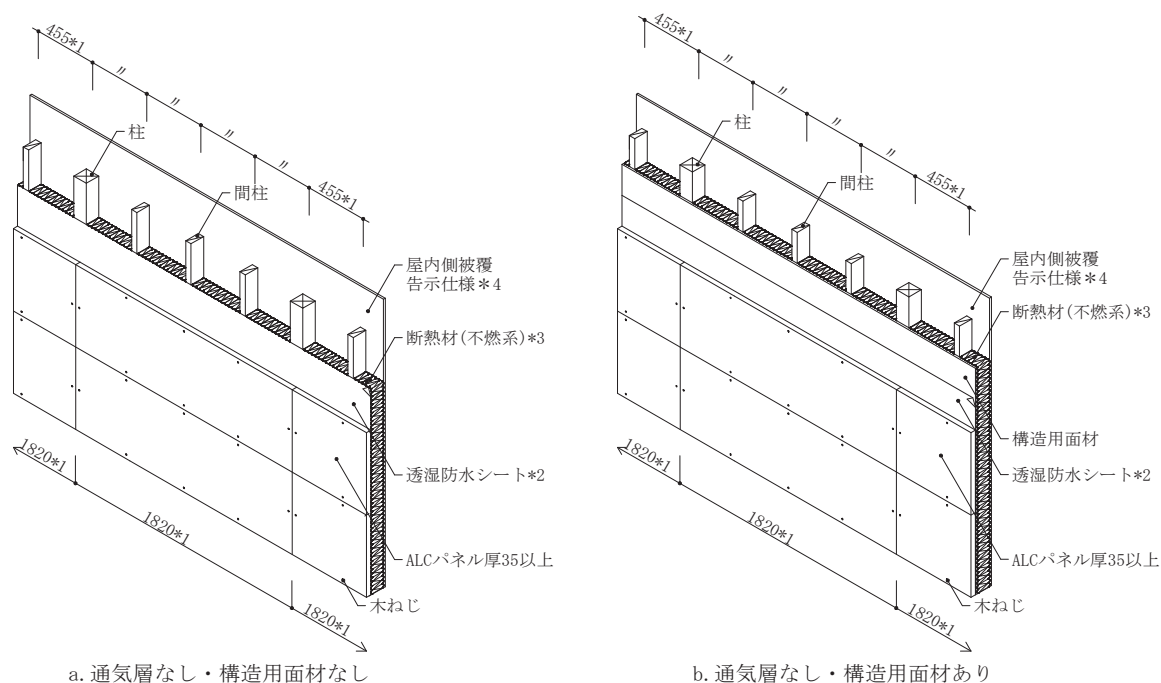 455*1
〃
〃
〃
〃
455*1
柱
間柱
屋内側被覆
告示仕様＊4
断熱材(不燃系)*3
透湿防水シート*2
ALCパネル厚35以上
木ねじ
1820*1
1820*1
1820*1
a.通気層なし・構造用面材なし
455*1
〃
〃
〃
〃
455*1
柱
間柱
屋内側被覆
告示仕様＊4
断熱材(不燃系)*3
構造用面材
透湿防水シート*2
ALCパネル厚35以上
木ねじ
1820*1
1820*1
1820*1
b.通気層なし・構造用面材あり